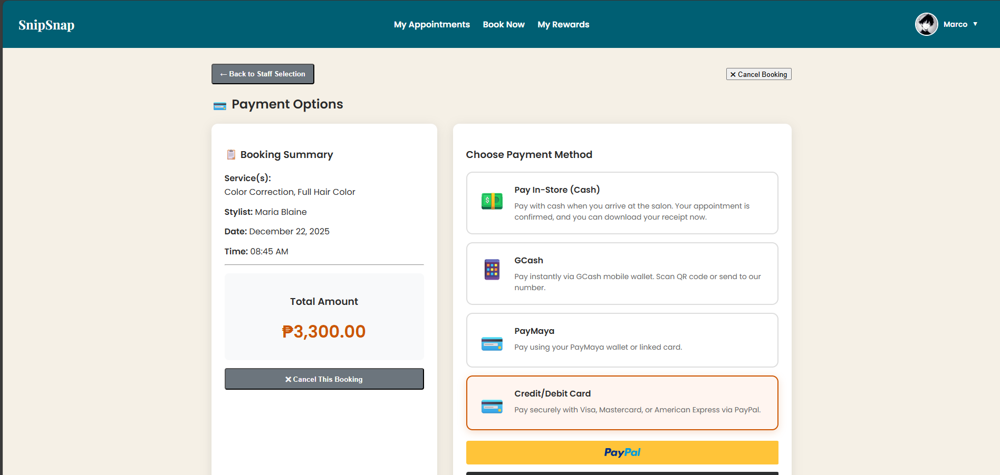 SnipSnap
My Appointments Book Now My Rewards
Marco ▼
← Back to Staff Selection
✕ Cancel Booking
Payment Options
Booking Summary
Service(s):
Color Correction, Full Hair Color
Stylist: Maria Blaine
Date: December 22, 2025
Time: 08:45 AM
Total Amount
₱3,300.00
✕ Cancel This Booking
Choose Payment Method
Pay In-Store (Cash)
Pay with cash when you arrive at the salon. Your appointment is
confirmed, and you can download your receipt now.
GCash
Pay instantly via GCash mobile wallet. Scan QR code or send to our
number.
PayMaya
Pay using your PayMaya wallet or linked card.
Credit/Debit Card
Pay securely with Visa, Mastercard, or American Express via PayPal.
PayPal